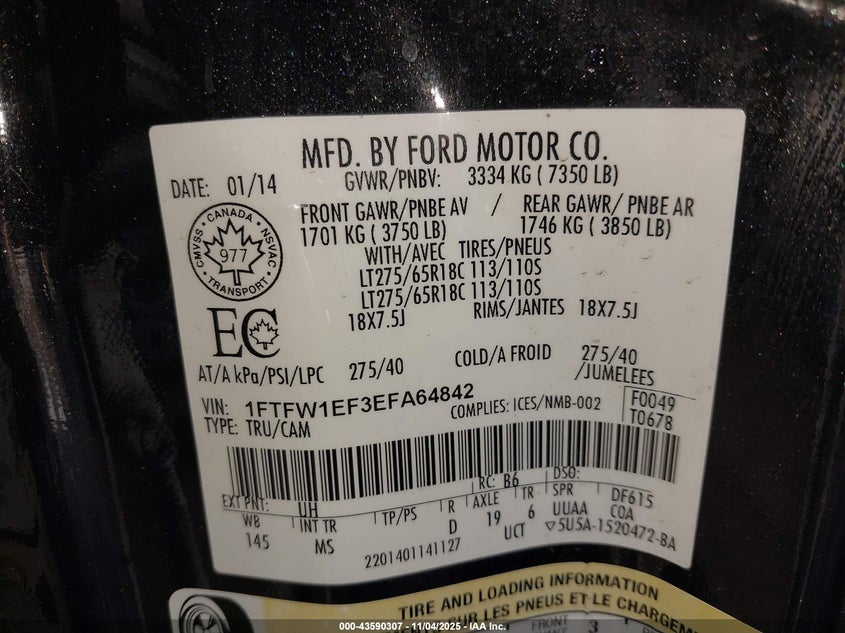 MFD. BY FORD MOTOR CO.
DATE: 01/14
GVWR/PNBV: 3334 KG ( 7350 LB)
FRONT GAWR/PNBE AV / REAR GAWR/ PNBE AR
1701 KG ( 3750 LB) 1746 KG ( 3850 LB)
WITH/AVEC TIRES/PNEUS
LT275/65R18C 113/110S
LT275/65R18C 113/110S
18X7.5J RIMS/JANTES 18X7.5J
CMVSS • CANADA • NSVAC • TRANSPORT •
977
EC
AT/A kPa/PSI/LPC 275/40 COLD/A FROID 275/40
/JUMELEES
VIN: 1FTFW1EF3EFA64842
COMPLIES: ICES/NMB-002
F0049
T0678
TYPE: TRU/CAM
EXT PNT: UH RC: B6 DSO:
WB INT TR TP/PS R AXLE TR SPR DF615
145 MS D 19 6 UUAA COA
2201401141127 UCT ▽5U5A-1520472-BA
TIRE AND LOADING INFORMATION
SUR LES PNEUS ET LE CHARGEM
FRONT 3
000-43590307 - 11/04/2025 - IAA Inc.